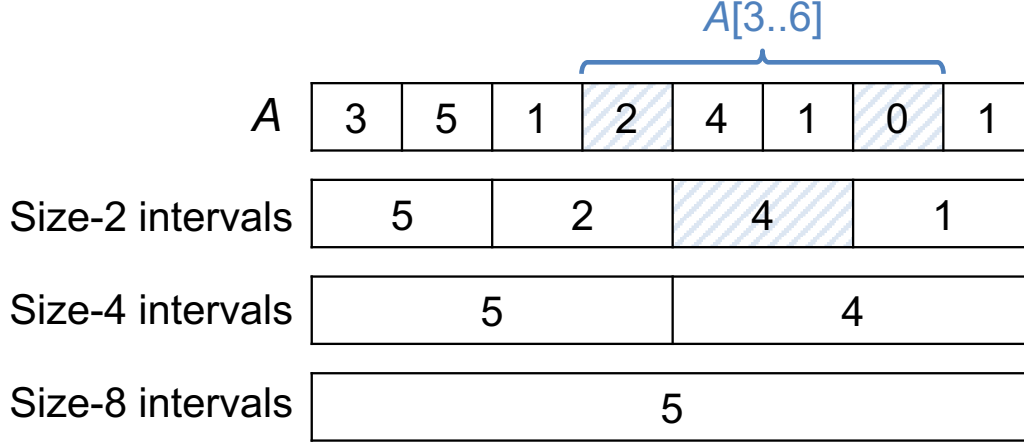 A[3..6]
A 3 5 1 2 4 1 0 1
Size-2 intervals 5 2 4 1
Size-4 intervals 5 4
Size-8 intervals 5